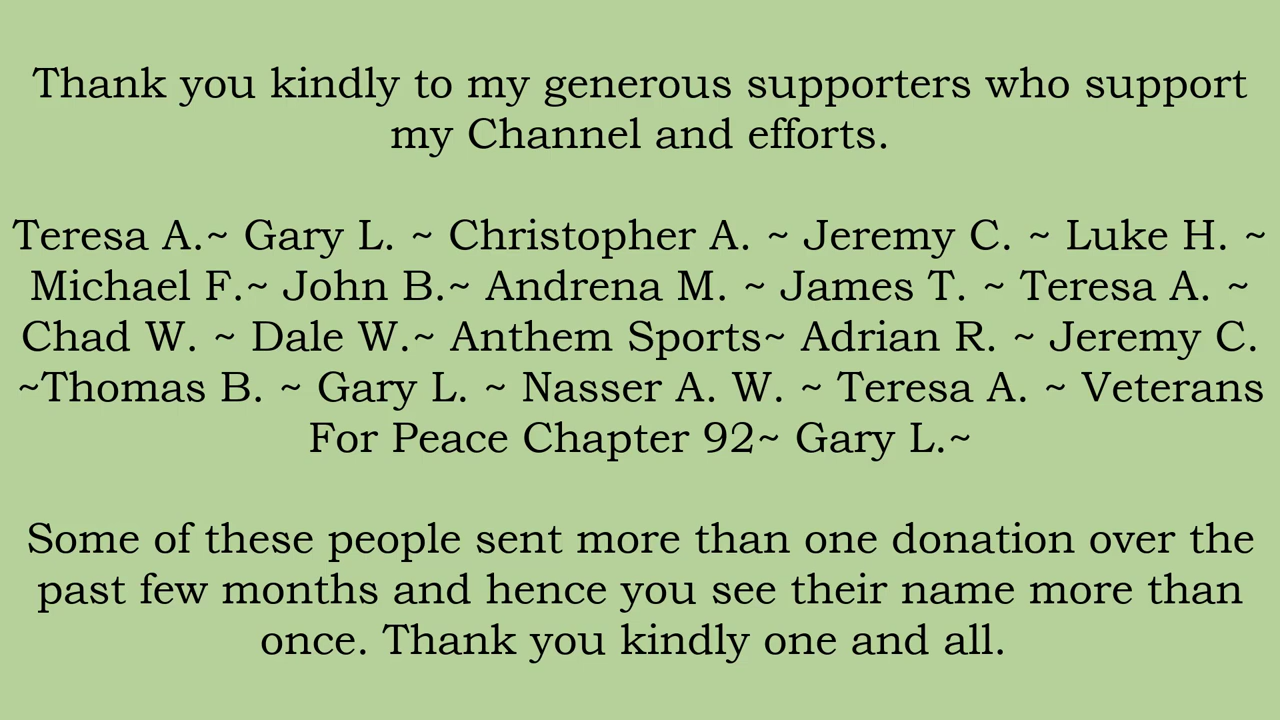 Thank you kindly to my generous supporters who support
my Channel and efforts.
Teresa A.~ Gary L. ~ Christopher A. ~ Jeremy C. ~ Luke H. ~
Michael F.~ John B.~ Andrena M. ~ James T. ~ Teresa A. ~
Chad W. ~ Dale W.~ Anthem Sports~ Adrian R. ~ Jeremy C.
~Thomas B. ~ Gary L. ~ Nasser A. W. ~ Teresa A. ~ Veterans
For Peace Chapter 92~ Gary L.~
Some of these people sent more than one donation over the
past few months and hence you see their name more than
once. Thank you kindly one and all.